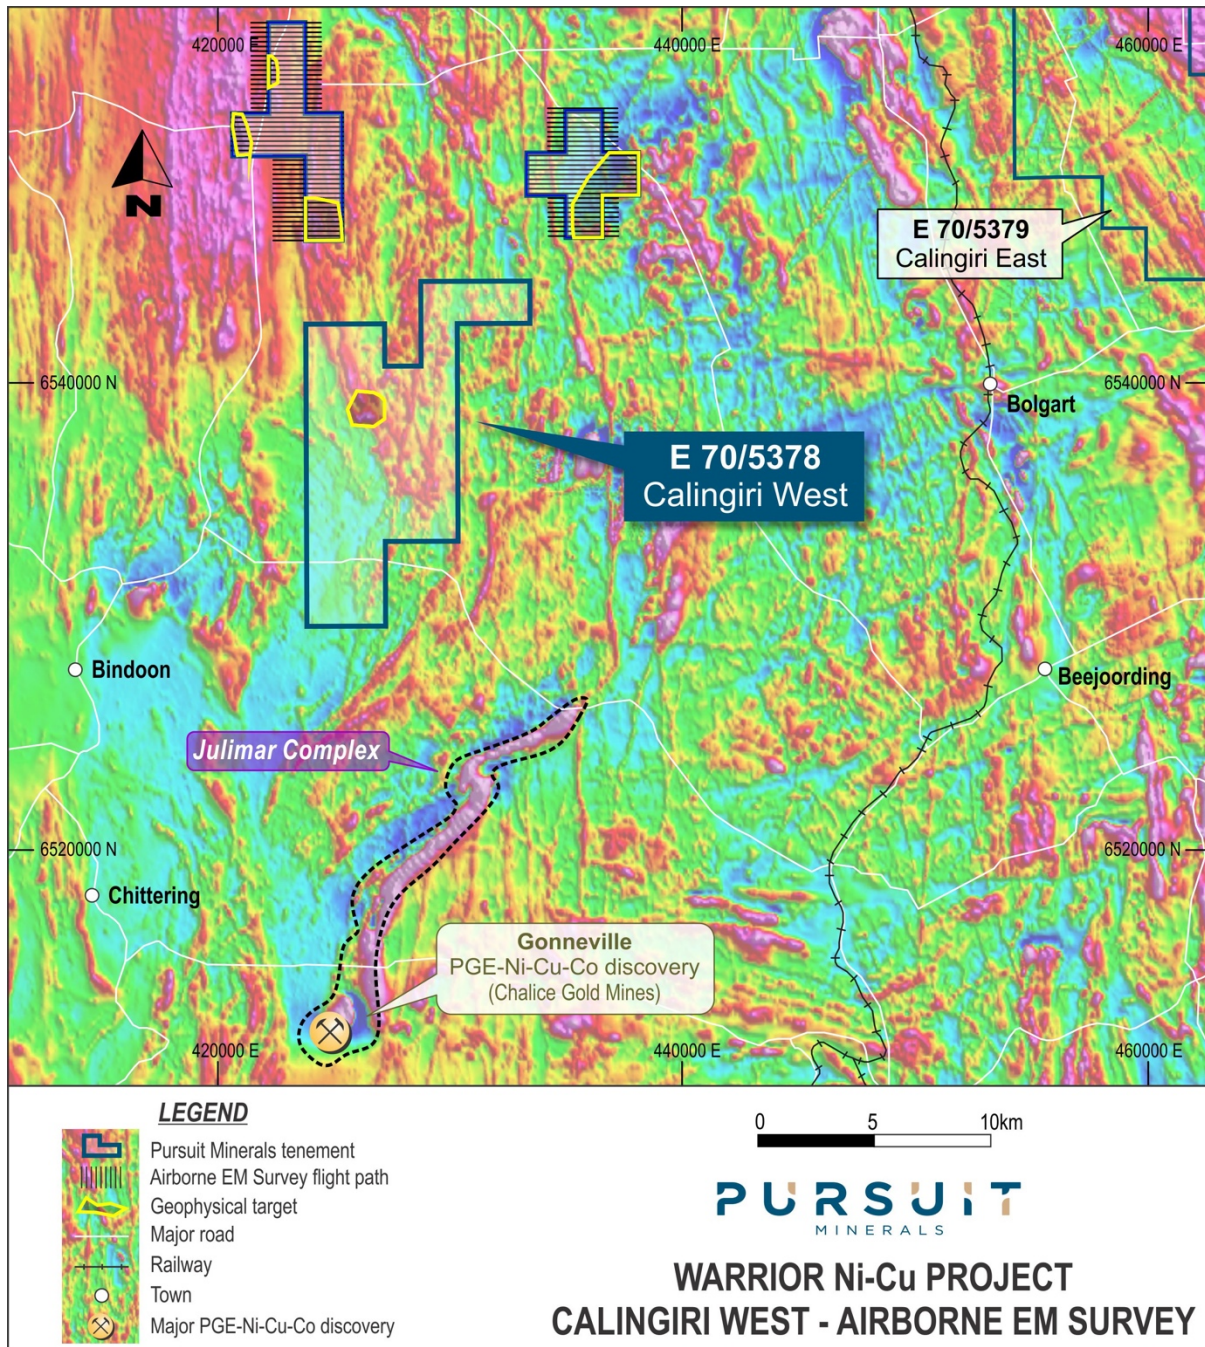 420000 E
440000 E
460000 E
N
E 70/5379
Calingiri East
6540000 N
6540000 N
Bolgart
E 70/5378
Calingiri West
Bindoon
Beejoording
Julimar Complex
6520000 N
6520000 N
Chittering
Gonneville
PGE-Ni-Cu-Co discovery
(Chalice Gold Mines)
420000 E
440000 E
460000 E
LEGEND
Pursuit Minerals tenement
Airborne EM Survey flight path
Geophysical target
Major road
Railway
Town
Major PGE-Ni-Cu-Co discovery
0 5 10km
PURSUIT
MINERALS
WARRIOR Ni-Cu PROJECT
CALINGIRI WEST - AIRBORNE EM SURVEY